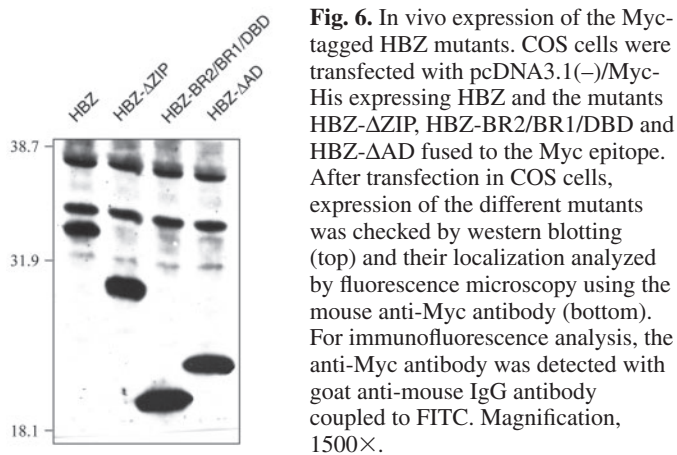 HBZ
HBZ-ΔZIP
HBZ-BR2/BR1/DBD
HBZ-ΔAD
38.7
31.9
18.1
Fig. 6. In vivo expression of the Myc-
tagged HBZ mutants. COS cells were
transfected with pcDNA3.1(–)/Myc-
His expressing HBZ and the mutants
HBZ-ΔZIP, HBZ-BR2/BR1/DBD and
HBZ-ΔAD fused to the Myc epitope.
After transfection in COS cells,
expression of the different mutants
was checked by western blotting
(top) and their localization analyzed
by fluorescence microscopy using the
mouse anti-Myc antibody (bottom).
For immunofluorescence analysis, the
anti-Myc antibody was detected with
goat anti-mouse IgG antibody
coupled to FITC. Magnification,
1500×.